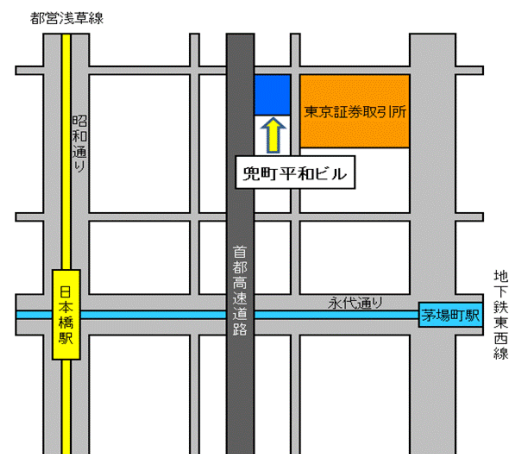 都営浅草線
昭和通り
東京証券取引所
兜町平和ビル
首都高速道路
日本橋駅
永代通り
茅場町駅
地下鉄東西線